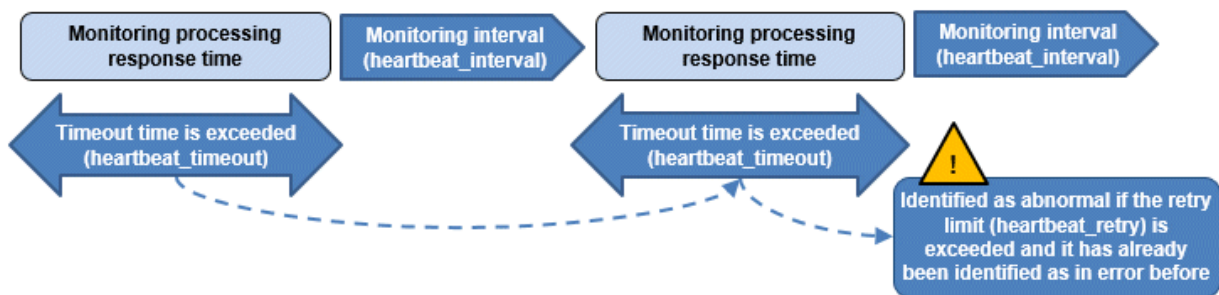 Monitoring processing
response time
Monitoring interval
(heartbeat_interval)
Monitoring processing
response time
Monitoring interval
(heartbeat_interval)
Timeout time is exceeded
(heartbeat_timeout)
Timeout time is exceeded
(heartbeat_timeout)
!
Identified as abnormal if the retry
limit (heartbeat_retry) is
exceeded and it has already
been identified as in error before